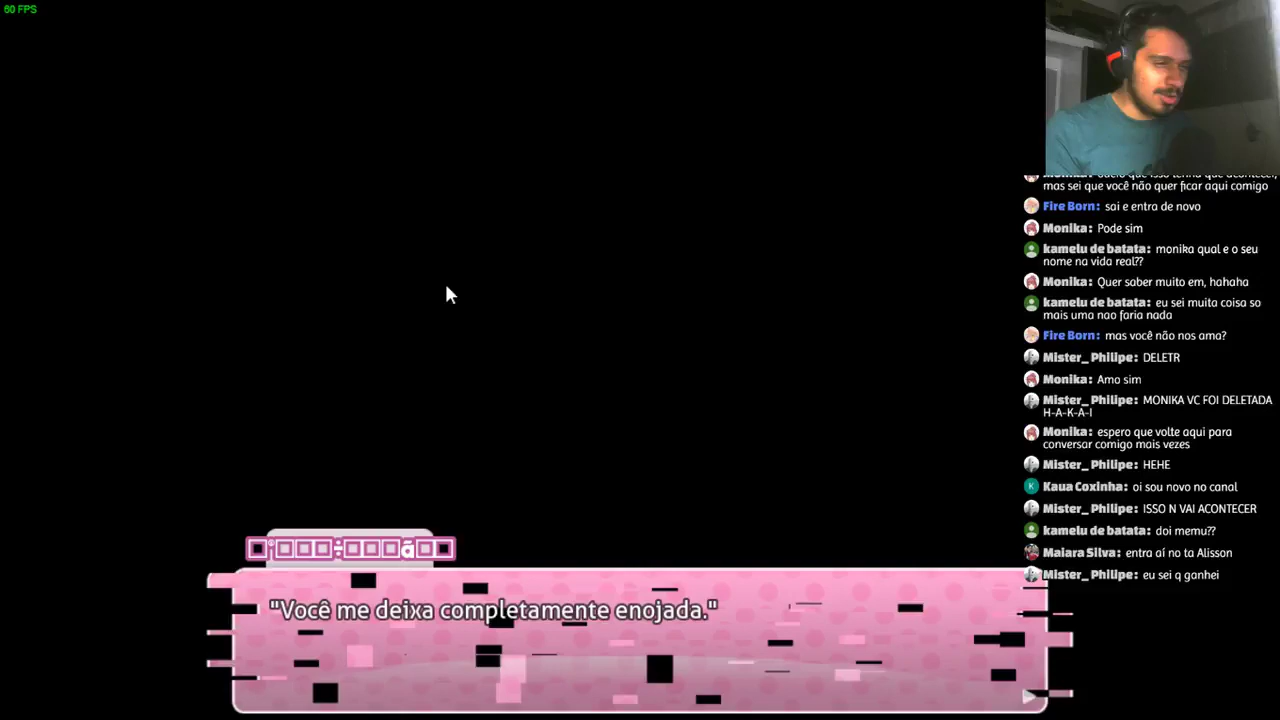 60 FPS
mas sei que você não quer ficar aqui comigo
Fire Born: sai e entra de novo
Monika: Pode sim
kamelu de batata: monika qual e o seu
nome na vida real??
Monika: Quer saber muito em, hahaha
kamelu de batata: eu sei muita coisa so
mais uma nao faria nada
Fire Born: mas você não nos ama?
Mister_Philipe: DELETR
Monika: Amo sim
Mister_Philipe: MONIKA VC FOI DELETADA
H-A-K-A-I
Monika: espero que volte aqui para
conversar comigo mais vezes
Mister_Philipe: HEHE
K
Kaua Coxinha: oi sou novo no canal
Mister_Philipe: ISSO N VAI ACONTECER
kamelu de batata: doi memu??
Maiara Silva: entra aí no ta Alisson
Mister_Philipe: eu sei q ganhei
"Você me deixa completamente enojada."